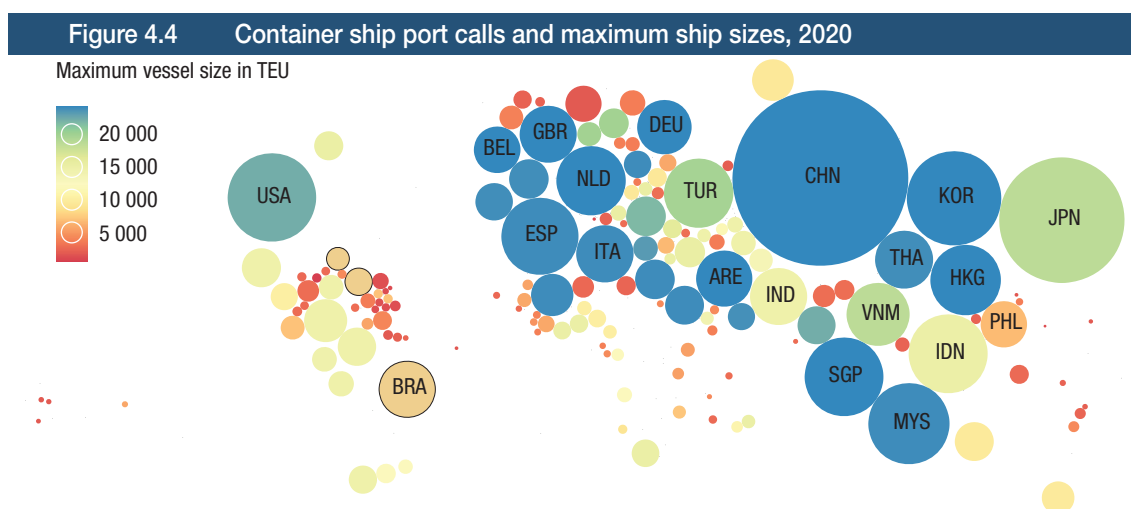 Figure 4.4 Container ship port calls and maximum ship sizes, 2020
Maximum vessel size in TEU
20 000
15 000
10 000
5 000
USA
BRA
BEL
GBR
DEU
NLD
TUR
ESP
ITA
ARE
IND
CHN
KOR
JPN
THA
HKG
VNM
PHL
IDN
SGP
MYS